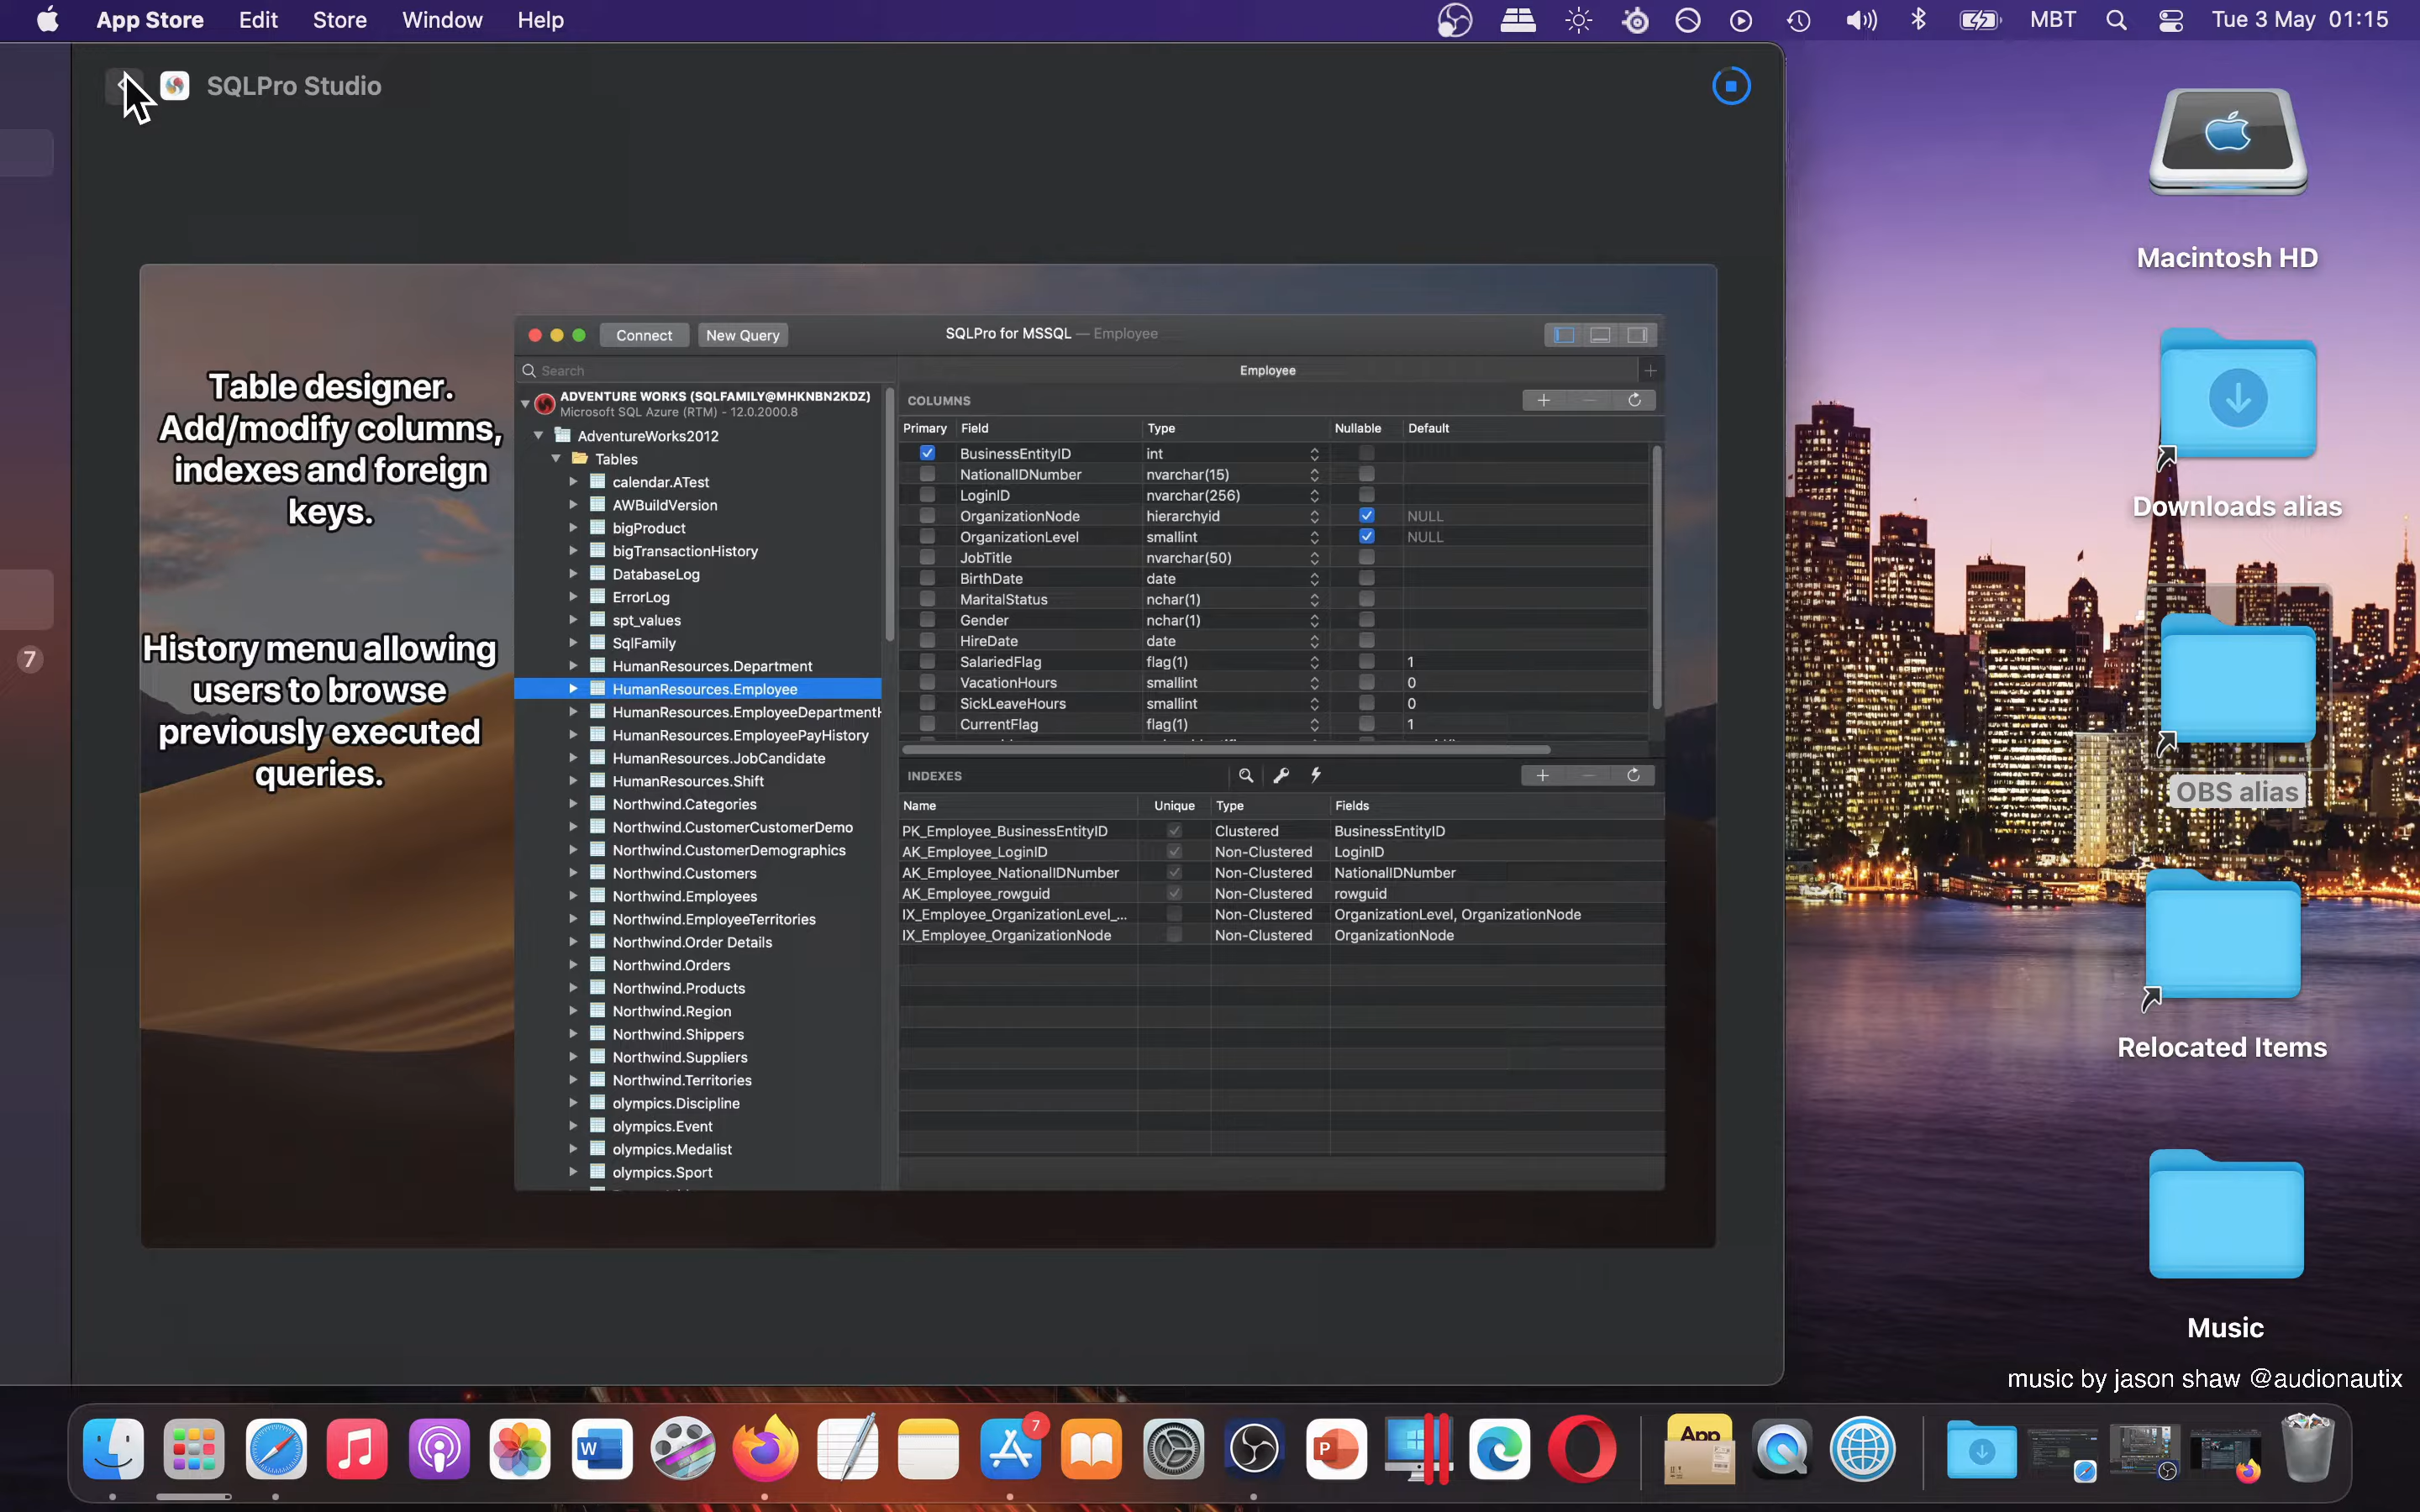 App Store Edit Store Window Help MBT Tue 3 May 01:15
SQLPro Studio
7
Table designer.
Add/modify columns,
indexes and foreign
keys.
History menu allowing
users to browse
previously executed
queries.
Connect New Query SQLPro for MSSQL — Employee
Search
ADVENTURE WORKS (SQLFAMILY@MHKNBN2KDZ)
Microsoft SQL Azure (RTM) - 12.0.2000.8
AdventureWorks2012
Tables
calendar.ATest
AWBuildVersion
bigProduct
bigTransactionHistory
DatabaseLog
ErrorLog
spt_values
SqlFamily
HumanResources.Department
HumanResources.Employee
HumanResources.EmployeeDepartment
HumanResources.EmployeePayHistory
HumanResources.JobCandidate
HumanResources.Shift
Northwind.Categories
Northwind.CustomerCustomerDemo
Northwind.CustomerDemographics
Northwind.Customers
Northwind.Employees
Northwind.EmployeeTerritories
Northwind.Order Details
Northwind.Orders
Northwind.Products
Northwind.Region
Northwind.Shippers
Northwind.Suppliers
Northwind.Territories
olympics.Discipline
olympics.Event
olympics.Medalist
olympics.Sport
Employee
COLUMNS
Primary Field Type Nullable Default
BusinessEntityID int
NationalIDNumber nvarchar(15)
LoginID nvarchar(256)
OrganizationNode hierarchyid NULL
OrganizationLevel smallint NULL
JobTitle nvarchar(50)
BirthDate date
MaritalStatus nchar(1)
Gender nchar(1)
HireDate date
SalariedFlag flag(1) 1
VacationHours smallint 0
SickLeaveHours smallint 0
CurrentFlag flag(1) 1
INDEXES
Name Unique Type Fields
PK_Employee_BusinessEntityID Clustered BusinessEntityID
AK_Employee_LoginID Non-Clustered LoginID
AK_Employee_NationalIDNumber Non-Clustered NationalIDNumber
AK_Employee_rowguid Non-Clustered rowguid
IX_Employee_OrganizationLevel_... Non-Clustered OrganizationLevel, OrganizationNode
IX_Employee_OrganizationNode Non-Clustered OrganizationNode
Macintosh HD
Downloads alias
OBS alias
Relocated Items
Music
music by jason shaw @audionautix
W 7 P App